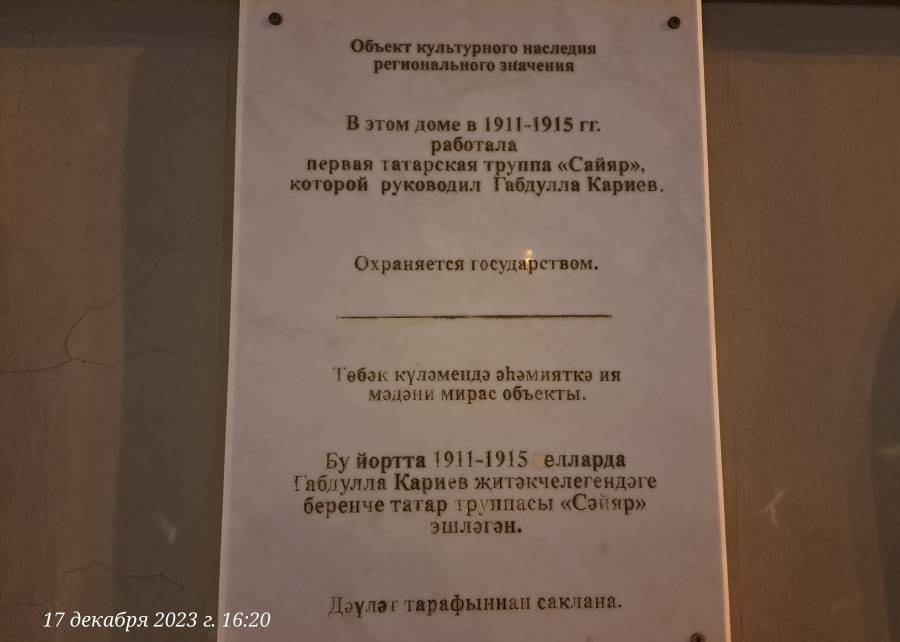 Объект культурного наследия
регионального значения
В этом доме в 1911-1915 гг.
работала
первая татарская труппа «Сайяр»,
которой руководил Габдулла Кариев.
Охраняется государством.
Төбәк күләмендә әһәмияткә ия
мәдәни мирас объекты.
Бу йортта 1911-1915 елларда
Габдулла Кариев җитәкчелегендәге
беренче татар труппасы «Сәйяр»
эшләгән.
Дәүләт тарафыннан саклана.
17 декабря 2023 г. 16:20